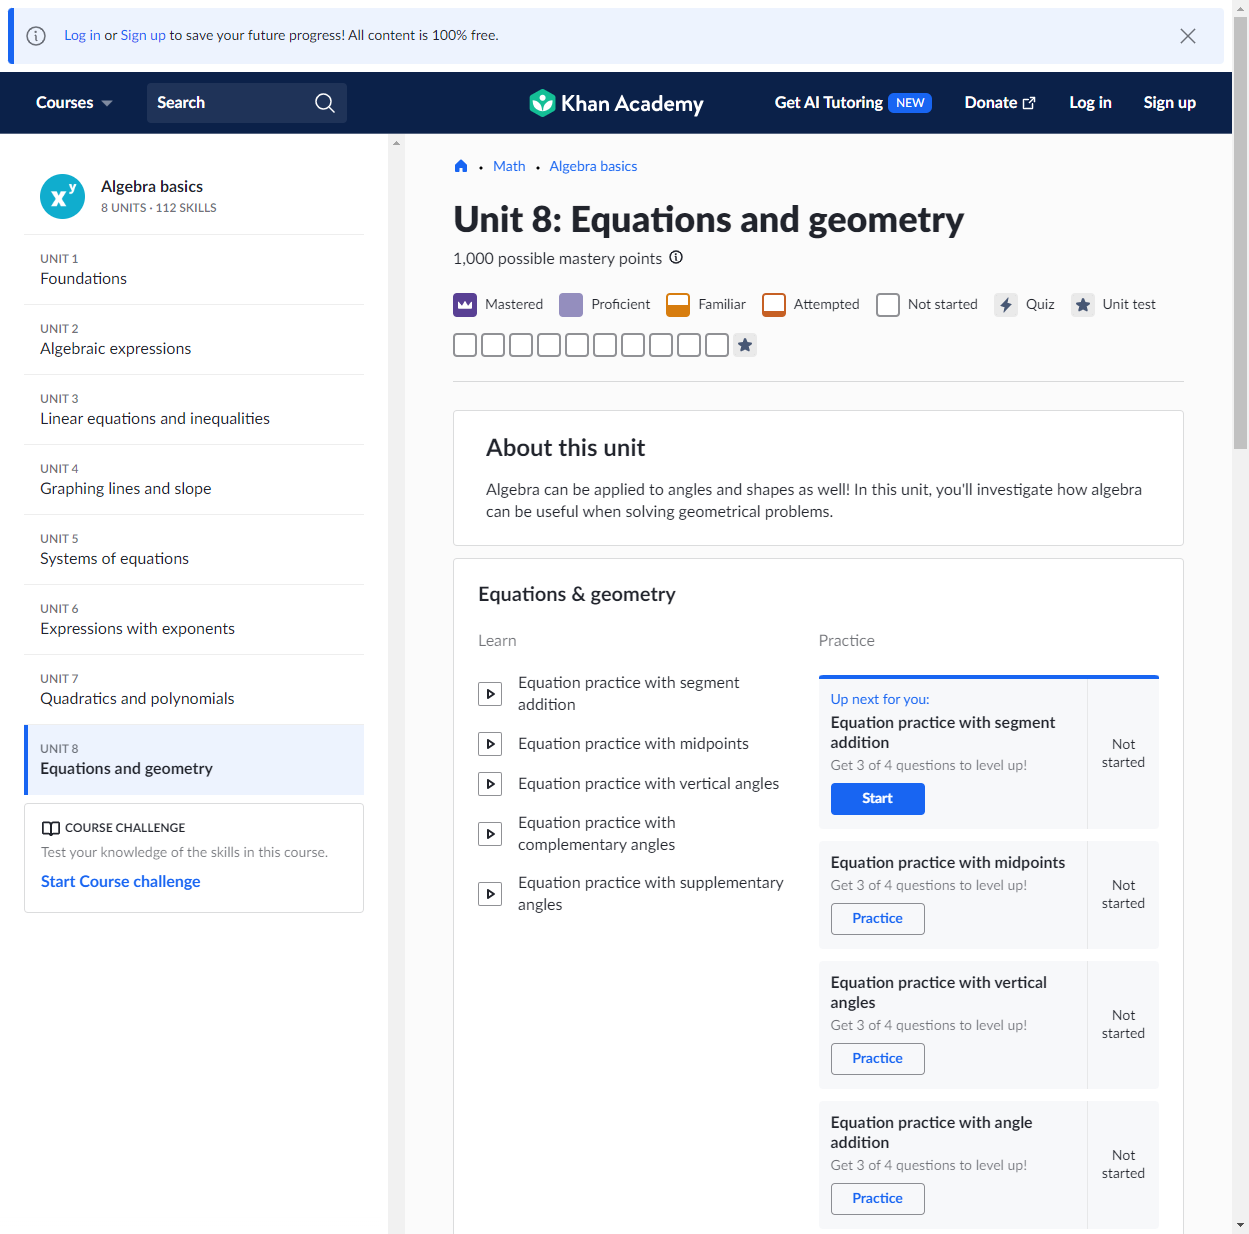 Log in or Sign up to save your future progress! All content is 100% free.
Courses
Search
Khan Academy
Get AI Tutoring NEW
Donate
Log in
Sign up
Algebra basics
8 UNITS · 112 SKILLS
UNIT 1
Foundations
UNIT 2
Algebraic expressions
UNIT 3
Linear equations and inequalities
UNIT 4
Graphing lines and slope
UNIT 5
Systems of equations
UNIT 6
Expressions with exponents
UNIT 7
Quadratics and polynomials
UNIT 8
Equations and geometry
COURSE CHALLENGE
Test your knowledge of the skills in this course.
Start Course challenge
Math • Algebra basics
Unit 8: Equations and geometry
1,000 possible mastery points
Mastered Proficient Familiar Attempted Not started Quiz Unit test
About this unit
Algebra can be applied to angles and shapes as well! In this unit, you'll investigate how algebra
can be useful when solving geometrical problems.
Equations & geometry
Learn
Equation practice with segment
addition
Equation practice with midpoints
Equation practice with vertical angles
Equation practice with
complementary angles
Equation practice with supplementary
angles
Practice
Up next for you:
Equation practice with segment
addition
Get 3 of 4 questions to level up!
Start
Not
started
Equation practice with midpoints
Get 3 of 4 questions to level up!
Practice
Not
started
Equation practice with vertical
angles
Get 3 of 4 questions to level up!
Practice
Not
started
Equation practice with angle
addition
Get 3 of 4 questions to level up!
Practice
Not
started